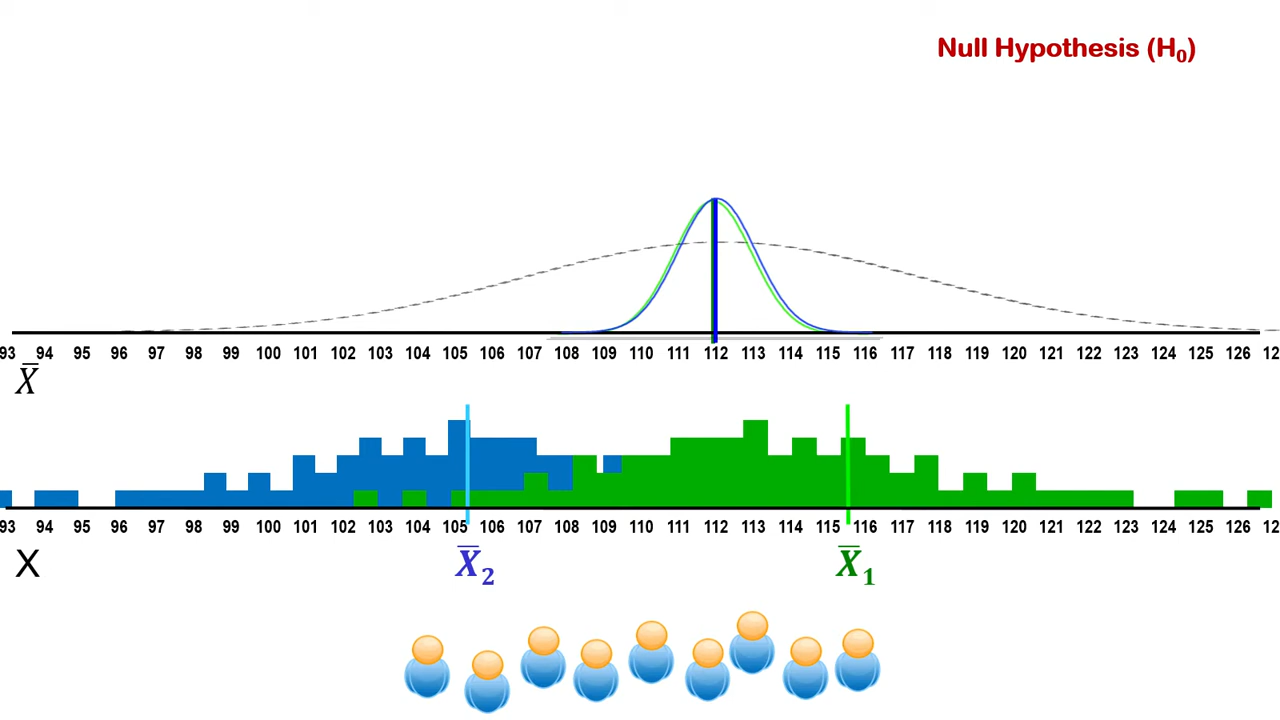 Null Hypothesis (H₀)
93 94 95 96 97 98 99 100 101 102 103 104 105 106 107 108 109 110 111 112 113 114 115 116 117 118 119 120 121 122 123 124 125 126 12
X̄
93 94 95 96 97 98 99 100 101 102 103 104 105 106 107 108 109 110 111 112 113 114 115 116 117 118 119 120 121 122 123 124 125 126 12
X X̄₂ X̄₁